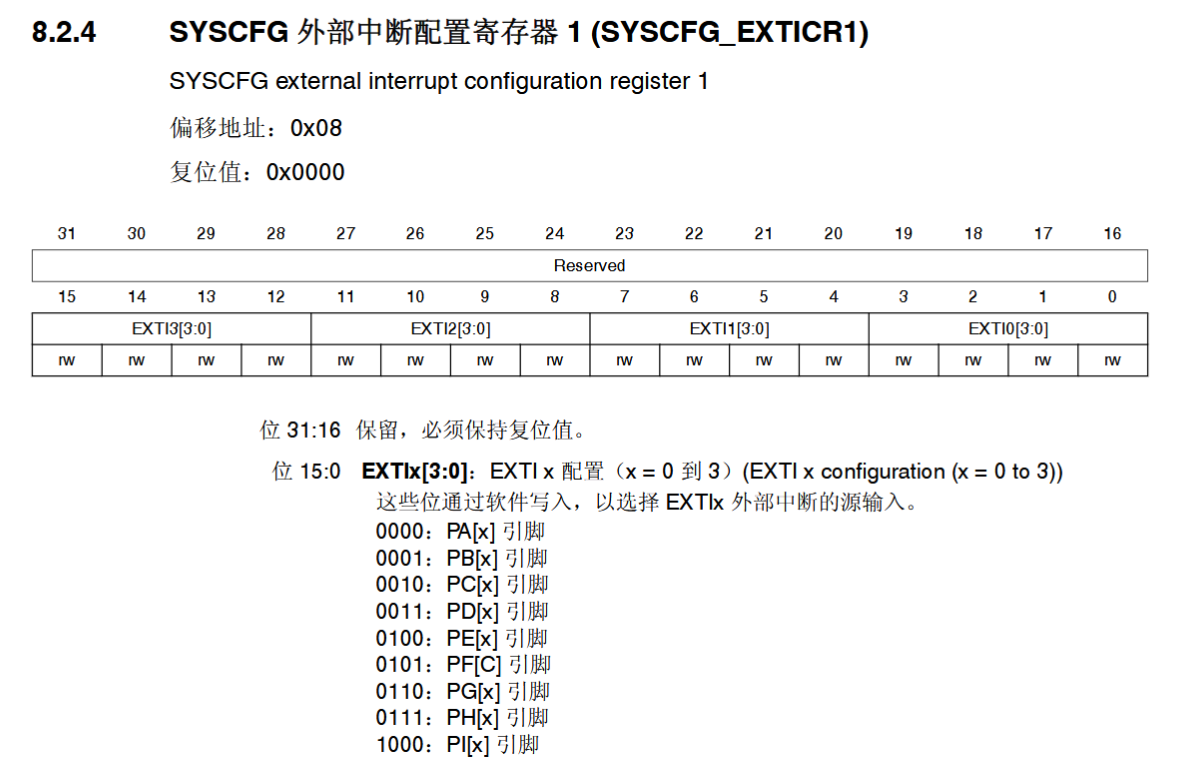 8.2.4 SYSCFG 外部中断配置寄存器 1 (SYSCFG_EXTICR1)
SYSCFG external interrupt configuration register 1
偏移地址：0x08
复位值：0x0000
31 30 29 28 27 26 25 24 23 22 21 20 19 18 17 16
Reserved
15 14 13 12 11 10 9 8 7 6 5 4 3 2 1 0
EXTI3[3:0] EXTI2[3:0] EXTI1[3:0] EXTI0[3:0]
rw rw rw rw rw rw rw rw rw rw rw rw rw rw rw rw
位 31:16 保留，必须保持复位值。
位 15:0 EXTIx[3:0]：EXTI x 配置（x = 0 到 3）(EXTI x configuration (x = 0 to 3))
这些位通过软件写入，以选择 EXTIx 外部中断的源输入。
0000：PA[x] 引脚
0001：PB[x] 引脚
0010：PC[x] 引脚
0011：PD[x] 引脚
0100：PE[x] 引脚
0101：PF[C] 引脚
0110：PG[x] 引脚
0111：PH[x] 引脚
1000：PI[x] 引脚